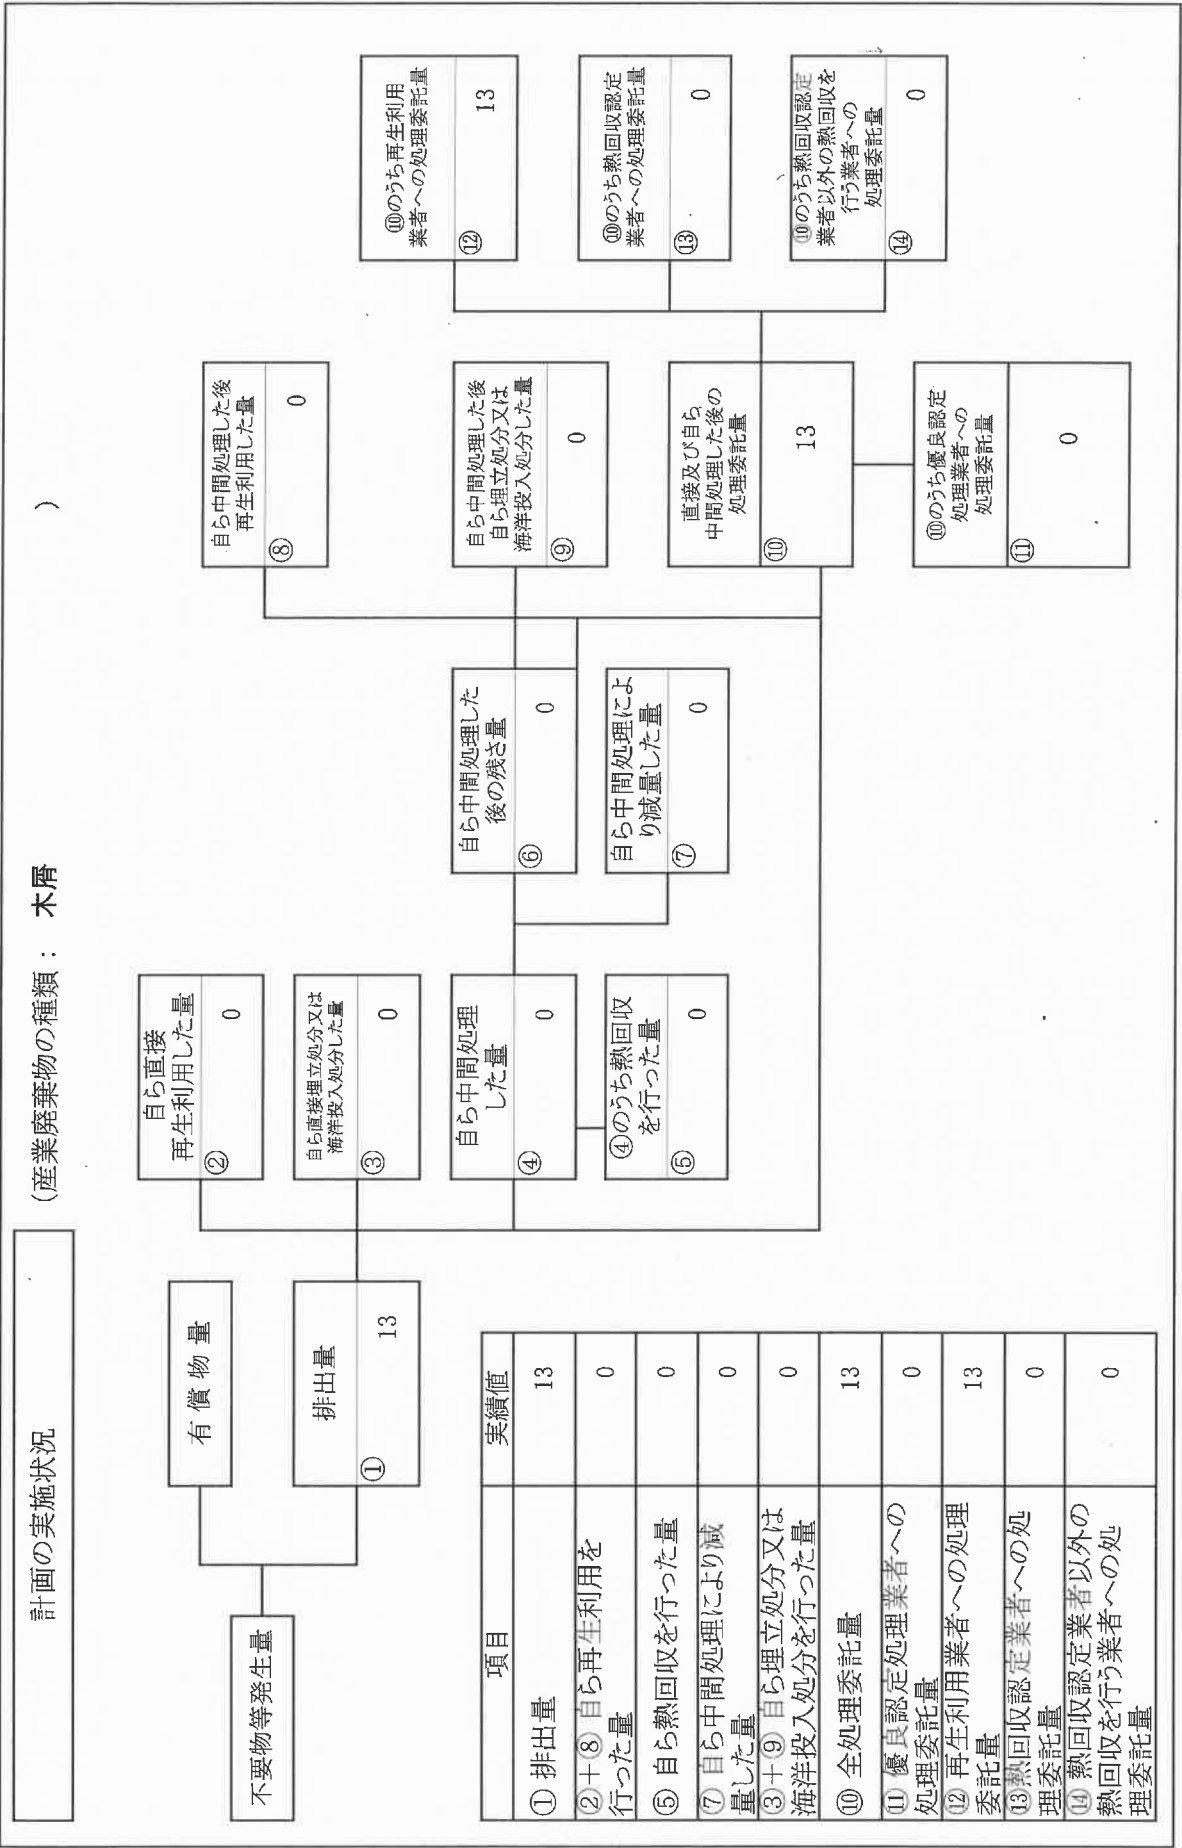 計画の実施状況
(産業廃棄物の種類： 木屑 )
不要物等発生量
有償物量
排出量
① 13
自ら直接
再生利用した量
② 0
自ら直接埋立処分又は
海洋投入処分した量
③ 0
自ら中間処理
した量
④ 0
④のうち熱回収
を行った量
⑤ 0
自ら中間処理した
後の残さ量
⑥ 0
自ら中間処理によ
り減量した量
⑦ 0
自ら中間処理した後
再生利用した量
⑧ 0
自ら中間処理した後
自ら埋立処分又は
海洋投入処分した量
⑨ 0
直接及び自ら
中間処理した後の
処理委託量
⑩ 13
⑩のうち優良認定
処理業者への
処理委託量
⑪ 0
⑩のうち再生利用
業者への処理委託量
⑫ 13
⑩のうち熱回収認定
業者への処理委託量
⑬ 0
⑩のうち熱回収認定
業者以外の熱回収を
行う業者への
処理委託量
⑭ 0
項目 実績値
① 排出量 13
②＋⑧ 自ら再生利用を
行った量 0
⑤ 自ら熱回収を行った量 0
⑦ 自ら中間処理により減
量した量 0
③＋⑨ 自ら埋立処分又は
海洋投入処分を行った量 0
⑩ 全処理委託量 13
⑪ 優良認定処理業者への
処理委託量 0
⑫ 再生利用業者への処理
委託量 13
⑬熱回収認定業者への処
理委託量 0
⑭ 熱回収認定業者以外の
熱回収を行う業者への処
理委託量 0